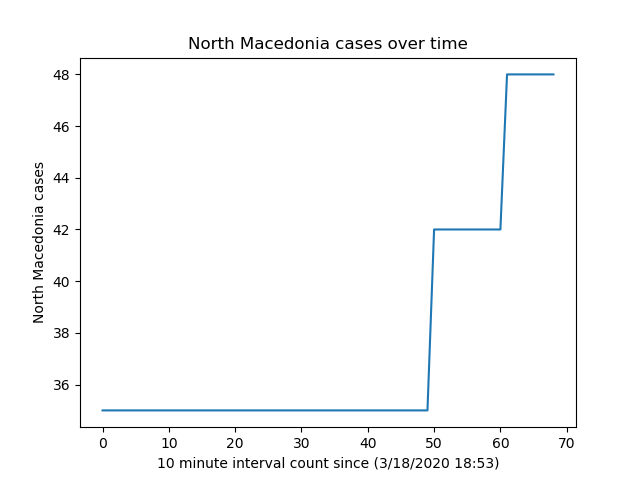 North Macedonia cases over time
48
46
44
42
40
38
36
North Macedonia cases
0 10 20 30 40 50 60 70
10 minute interval count since (3/18/2020 18:53)